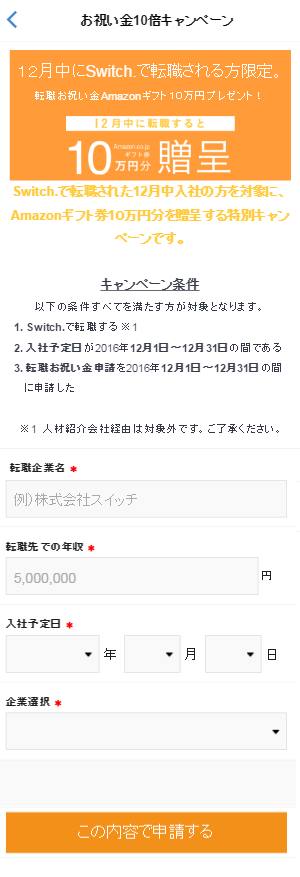 お祝い金10倍キャンペーン
12月中にSwitch.で転職される方限定。
転職お祝い金Amazonギフト10万円プレゼント！
12月中に転職すると
10 Amazon.co.jp ギフト券 万円分 贈呈
Switch.で転職された12月中入社の方を対象に、
Amazonギフト券10万円分を贈呈する特別キャン
ペーンです。
キャンペーン条件
以下の条件すべてを満たす方が対象となります。
1. Switch.で転職する ※1
2. 入社予定日が2016年12月1日〜12月31日の間である
3. 転職お祝い金申請を2016年12月1日〜12月31日の間
に申請した
※1 人材紹介会社経由は対象外です。ご了承ください。
転職企業名 *
例)株式会社スイッチ
転職先での年収 *
5,000,000 円
入社予定日 *
年 月 日
企業選択 *
この内容で申請する